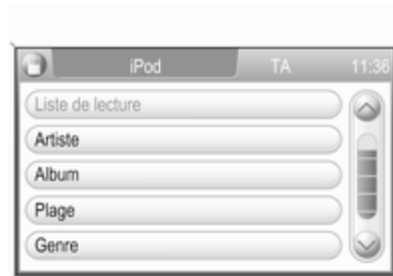 iPod TA 11:36
Liste de lecture
Artiste
Album
Plage
Genre